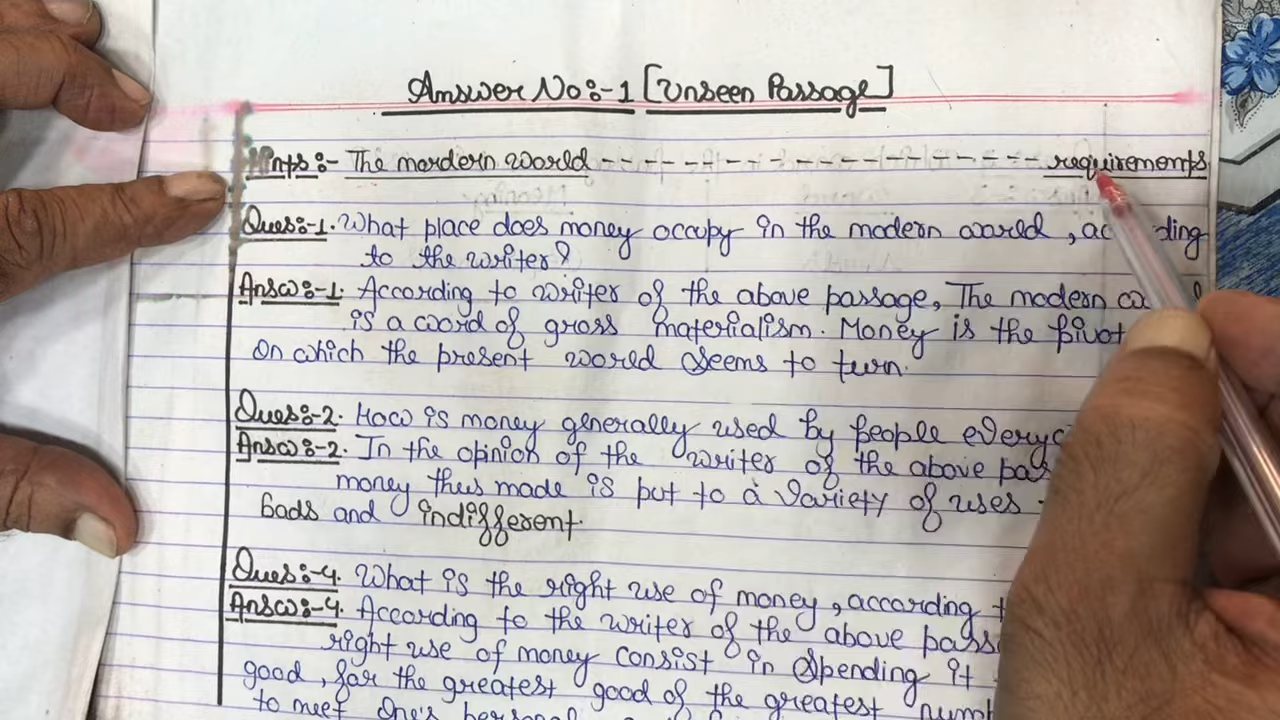 Answer No:-1 [Unseen Passage]
The mordern world - - - - - - - - - - - - - - - - - requirements
Ques:-1. What place does money occupy in the modern world, according
to the writer?
Answ:-1. According to writer of the above passage, The modern
is a word of gross materialism. Money is the pivot
on which the present world seems to turn.
Ques:-2. How is money generally used by people
Answ:-2. In the opinion of the writer of the above
money thus made is put to a variety of uses
bads and indifferent.
Ques:-4. What is the right use of money, according
Answ:-4. According to the writer of the above
right use of money consist in spending it
good, for the greatest good of the greatest
to meet one's personal